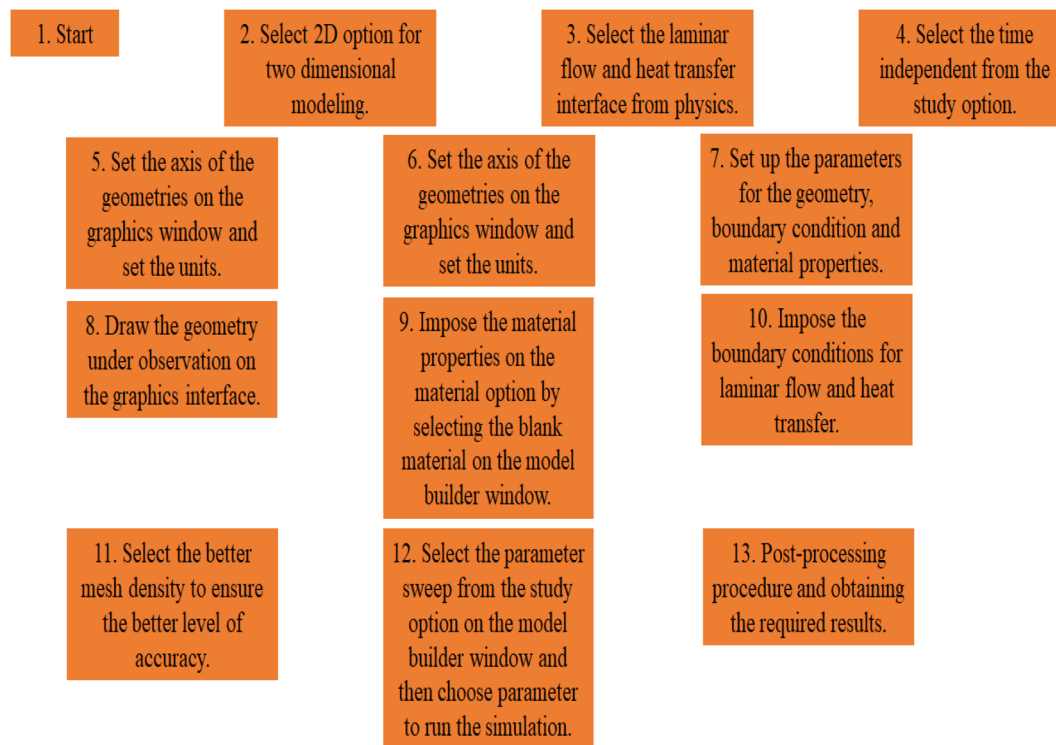 1. Start
2. Select 2D option for
two dimensional
modeling.
3. Select the laminar
flow and heat transfer
interface from physics.
4. Select the time
independent from the
study option.
5. Set the axis of the
geometries on the
graphics window and
set the units.
6. Set the axis of the
geometries on the
graphics window and
set the units.
7. Set up the parameters
for the geometry,
boundary condition and
material properties.
8. Draw the geometry
under observation on
the graphics interface.
9. Impose the material
properties on the
material option by
selecting the blank
material on the model
builder window.
10. Impose the
boundary conditions for
laminar flow and heat
transfer.
11. Select the better
mesh density to ensure
the better level of
accuracy.
12. Select the parameter
sweep from the study
option on the model
builder window and
then choose parameter
to run the simulation.
13. Post-processing
procedure and obtaining
the required results.